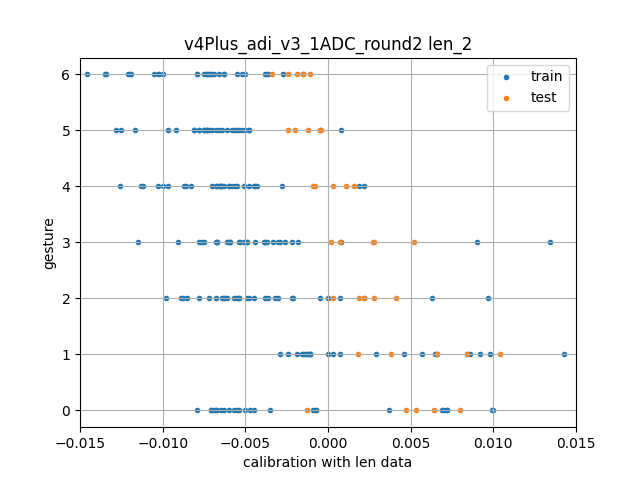 v4Plus_adi_v3_1ADC_round2 len_2
train
test
6
5
4
3
2
1
0
gesture
−0.015 −0.010 −0.005 0.000 0.005 0.010 0.015
calibration with len data